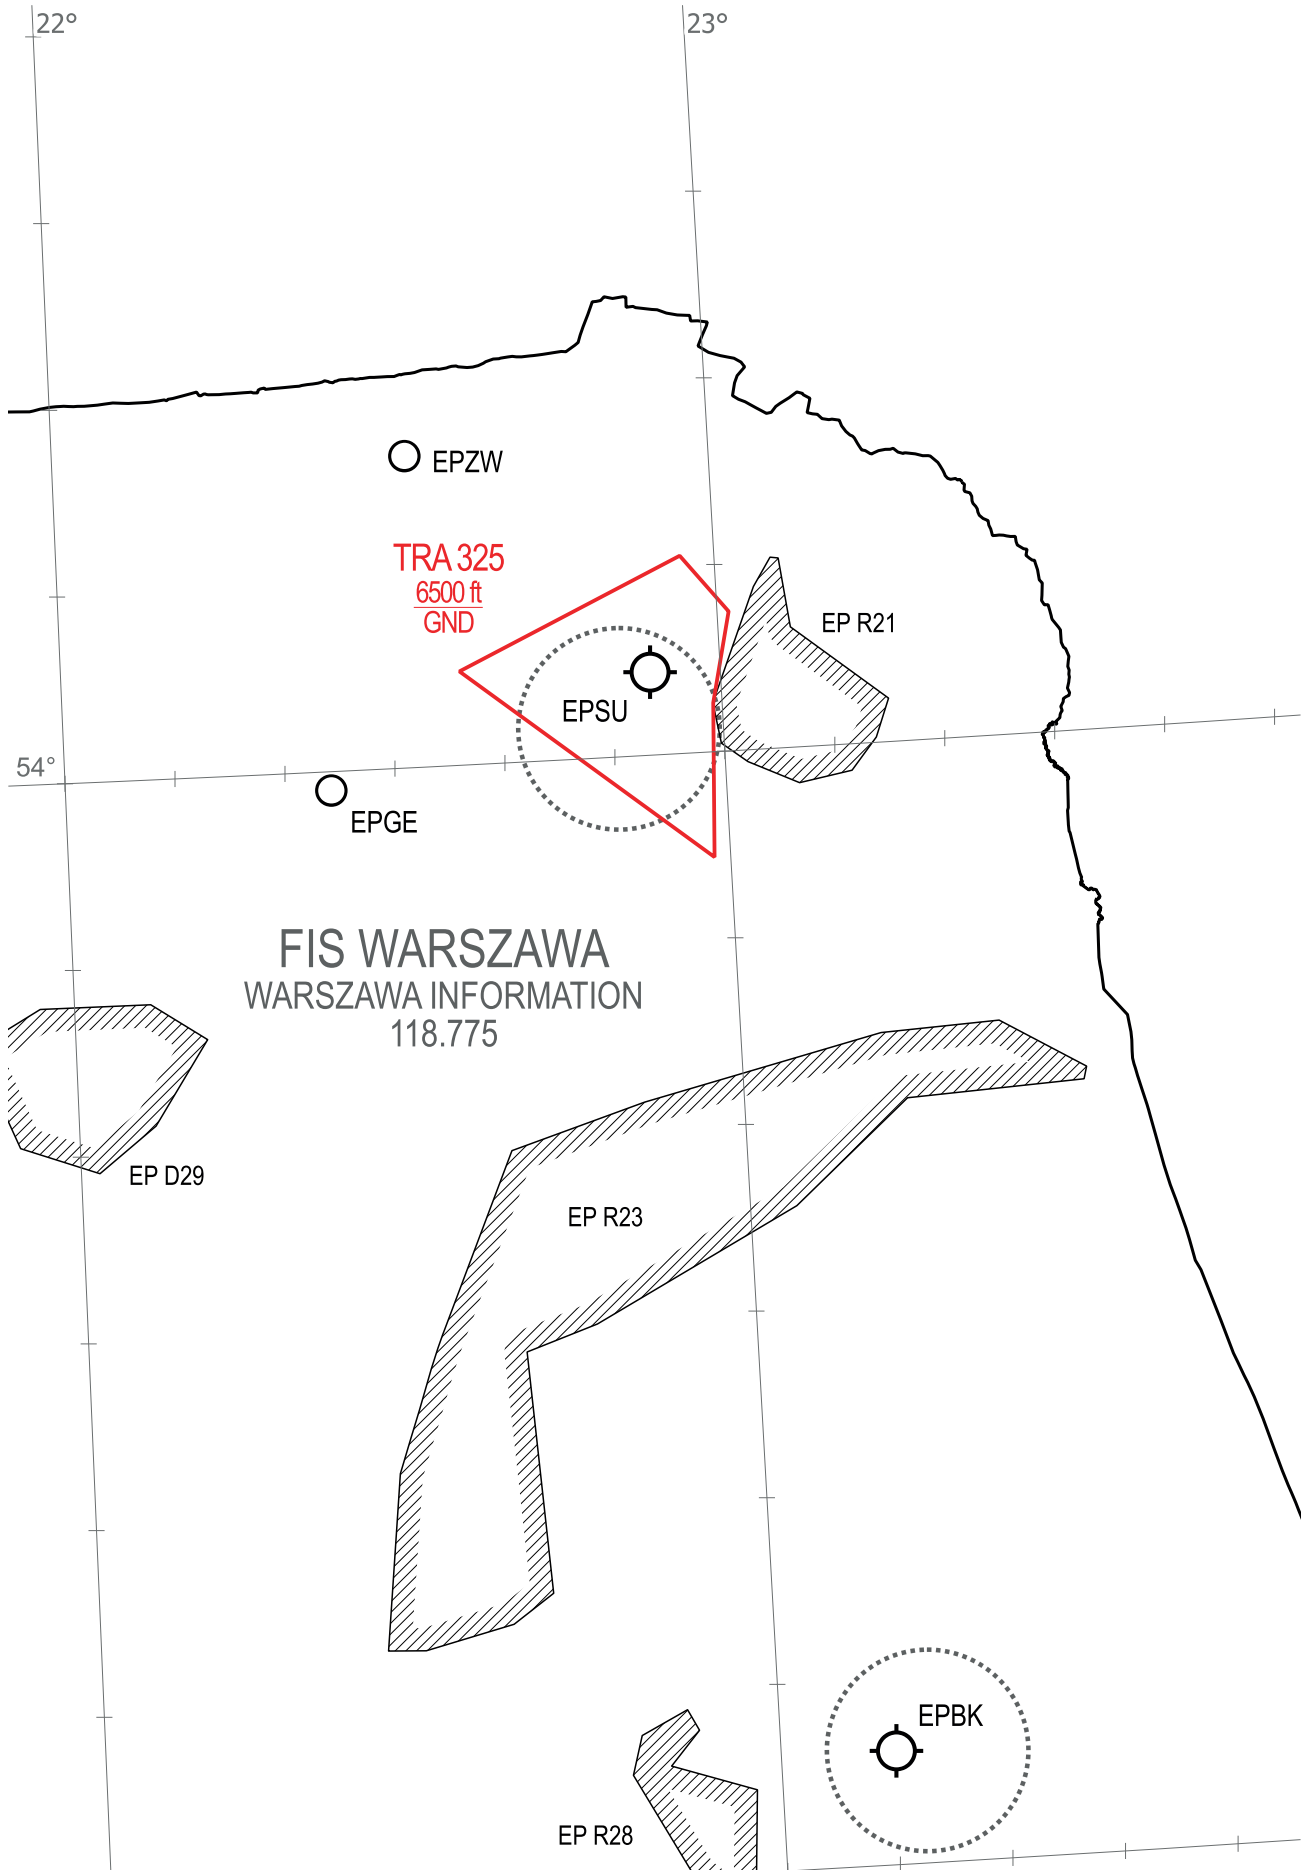 22°
23°
EPZW
TRA 325
6500 ft
GND
EP R21
EPSU
54°
EPGE
FIS WARSZAWA
WARSZAWA INFORMATION
118.775
EP D29
EP R23
EPBK
EP R28